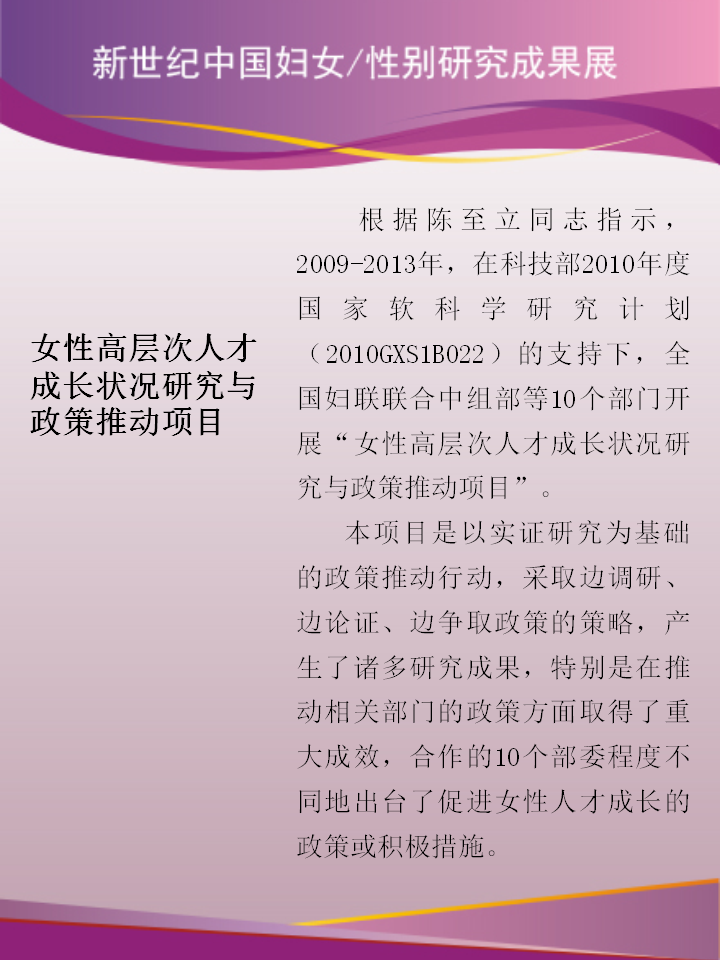 新世纪中国妇女/性别研究成果展
女性高层次人才
成长状况研究与
政策推动项目
根据陈至立同志指示，
2009-2013年，在科技部2010年度
国家软科学研究计划
（2010GXS1B022）的支持下，全
国妇联联合中组部等10个部门开
展“女性高层次人才成长状况研
究与政策推动项目”。
本项目是以实证研究为基础
的政策推动行动，采取边调研、
边论证、边争取政策的策略，产
生了诸多研究成果，特别是在推
动相关部门的政策方面取得了重
大成效，合作的10个部委程度不
同地出台了促进女性人才成长的
政策或积极措施。